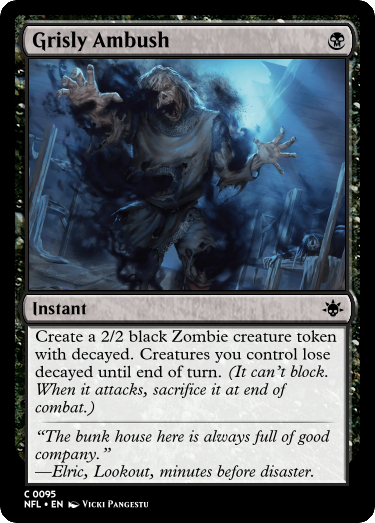 Grisly Ambush
Instant
Create a 2/2 black Zombie creature token
with decayed. Creatures you control lose
decayed until end of turn. (It can't block.
When it attacks, sacrifice it at end of
combat.)
“The bunk house here is always full of good
company.”
—Elric, Lookout, minutes before disaster.
C 0095
NFL • EN Vicki Pangestu